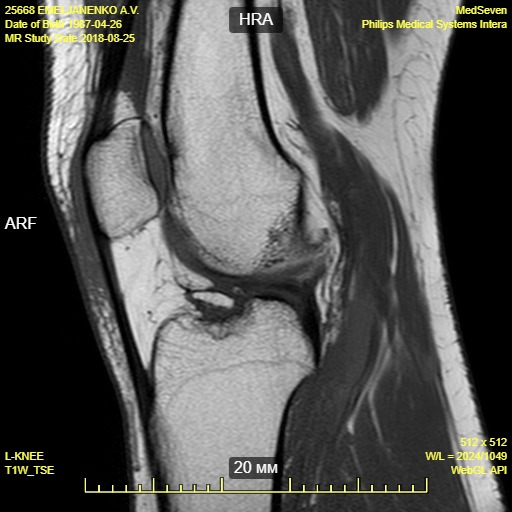 25668 EMELJANENKO A.V.
Date of Birth 1987-04-26
MR Study Date 2018-08-25
HRA
MedSeven
Philips Medical Systems Intera
ARF
L-KNEE
T1W_TSE
20 мм
512 x 512
W/L = 2024/1049
WebGL API